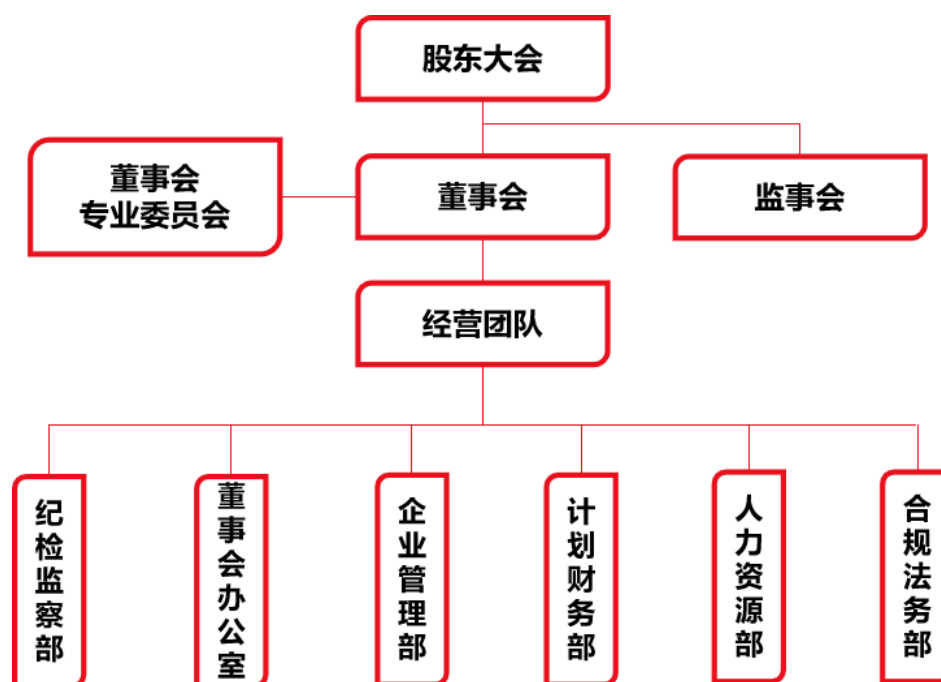 股东大会
董事会
专业委员会
董事会
监事会
经营团队
纪检监察部
董事会办公室
企业管理部
计划财务部
人力资源部
合规法务部